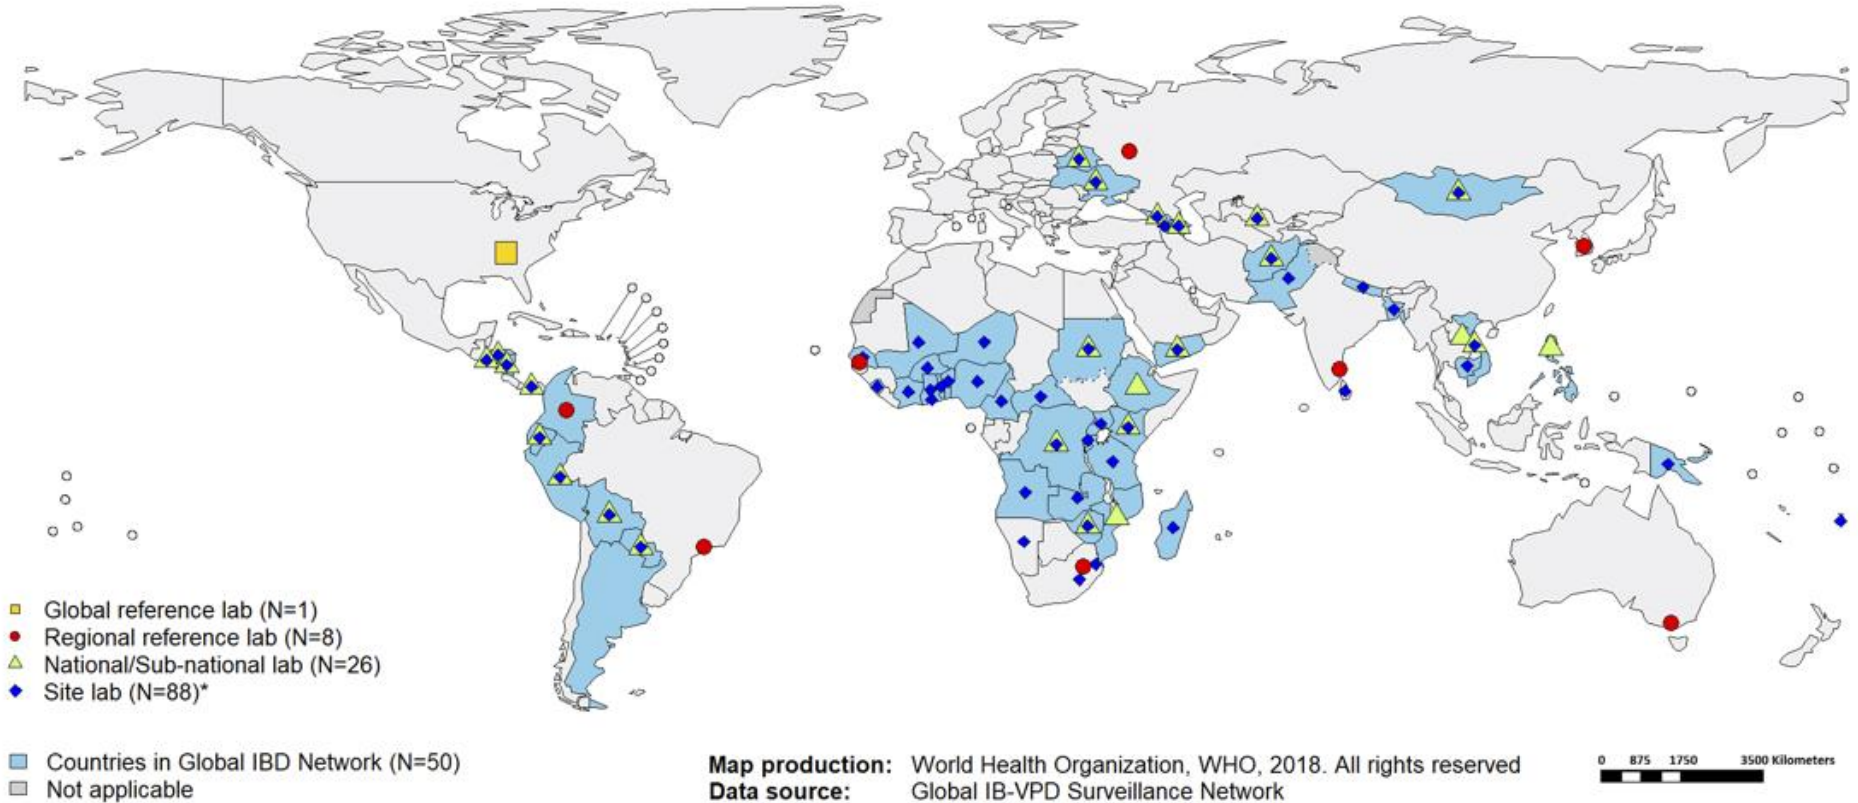 Global reference lab (N=1)
Regional reference lab (N=8)
National/Sub-national lab (N=26)
Site lab (N=88)*
Countries in Global IBD Network (N=50)
Not applicable
Map production: World Health Organization, WHO, 2018. All rights reserved
Data source: Global IB-VPD Surveillance Network
0 875 1750 3500 Kilometers